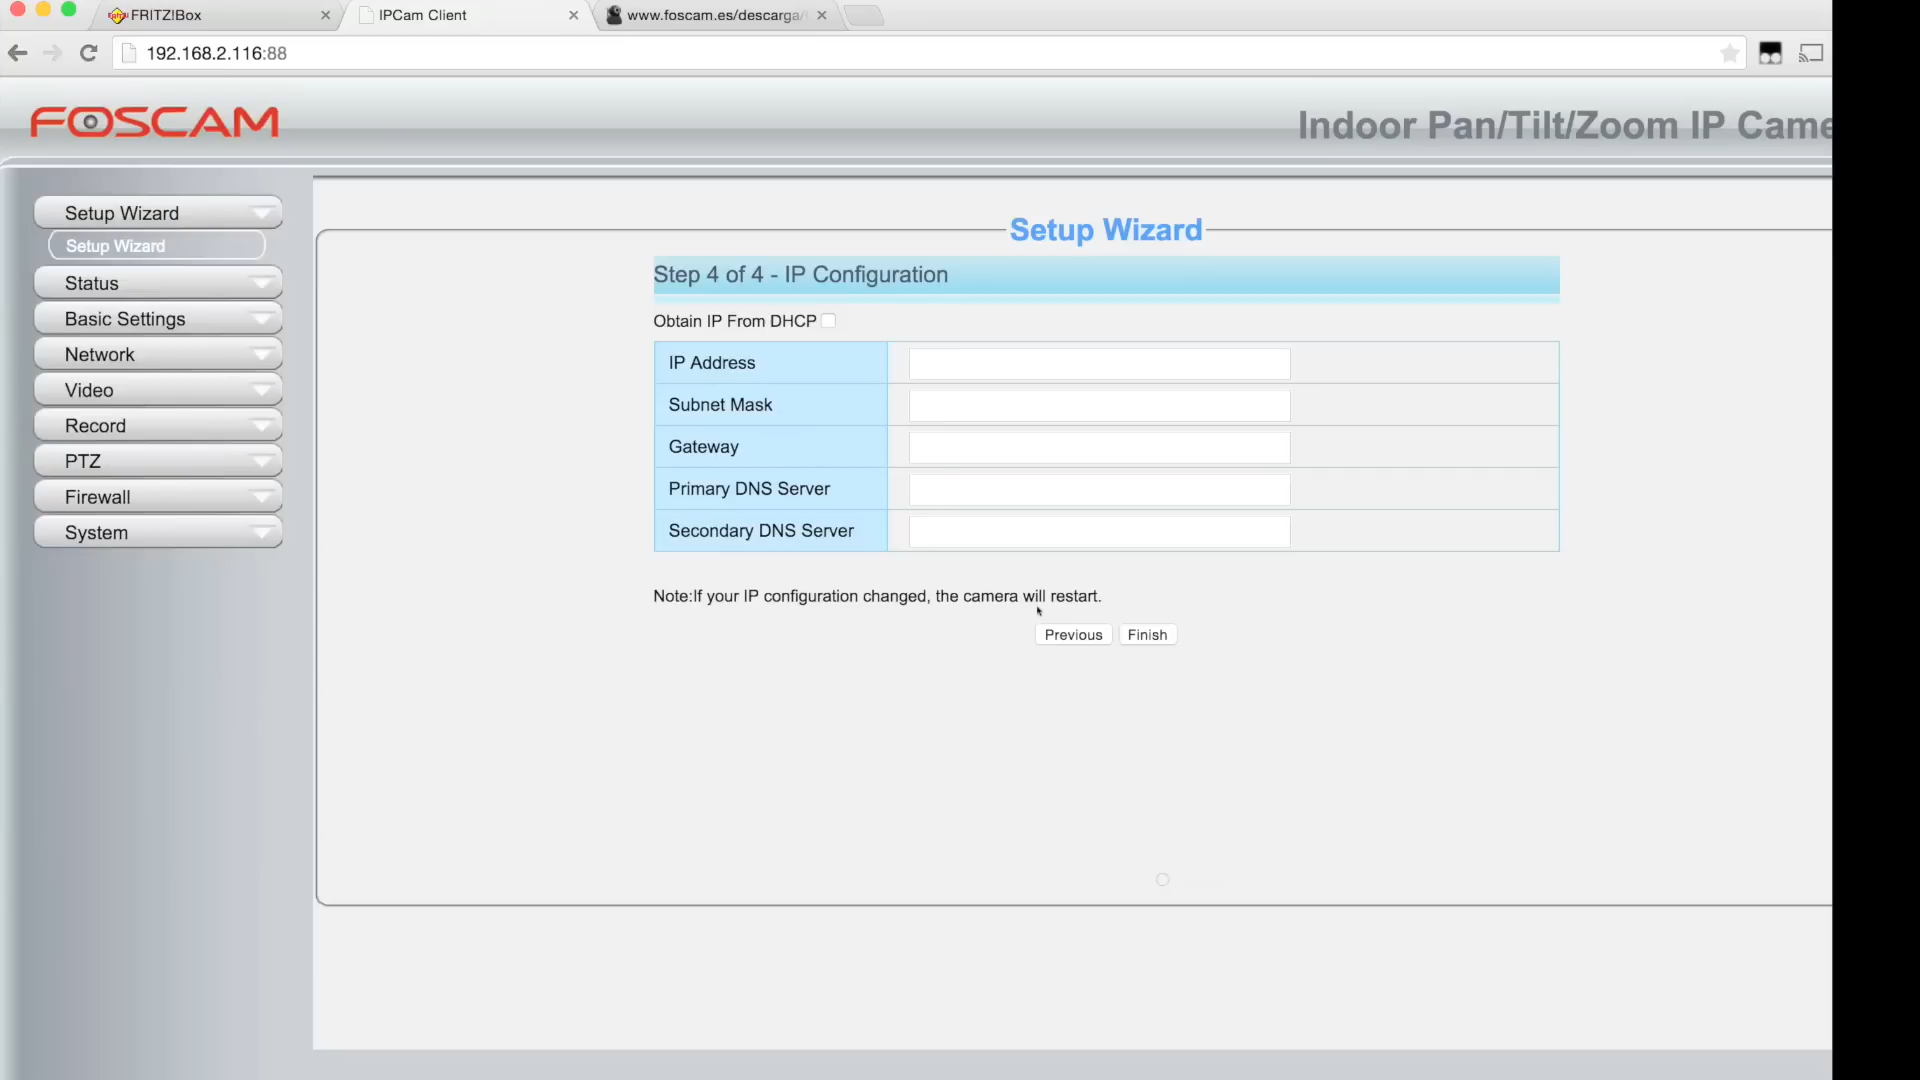 FRITZ!Box
IPCam Client
www.foscam.es/descarga/
192.168.2.116:88
FOSCAM
Indoor Pan/Tilt/Zoom IP Came
Setup Wizard
Setup Wizard
Status
Basic Settings
Network
Video
Record
PTZ
Firewall
System
Setup Wizard
Step 4 of 4 - IP Configuration
Obtain IP From DHCP
IP Address
Subnet Mask
Gateway
Primary DNS Server
Secondary DNS Server
Note:If your IP configuration changed, the camera will restart.
Previous
Finish